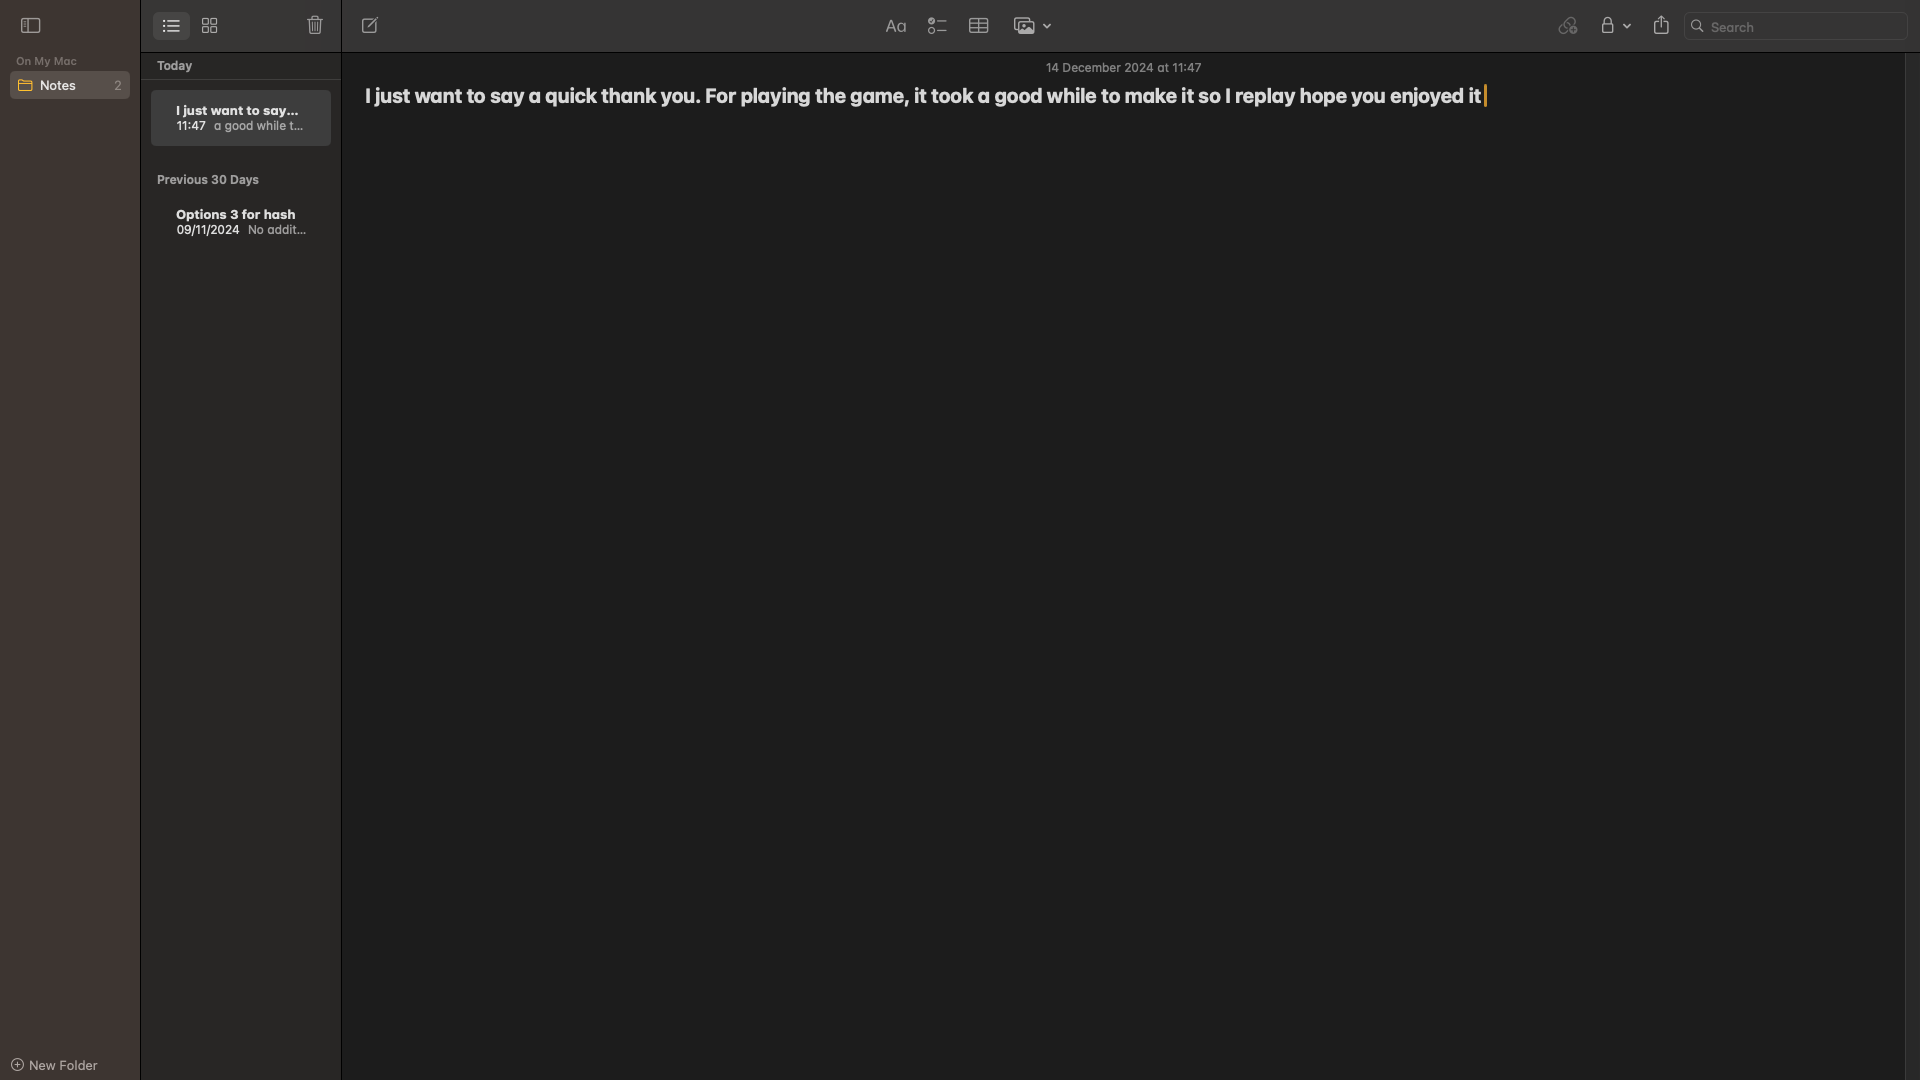 On My Mac
Notes 2
New Folder
Today
I just want to say...
11:47 a good while t...
Previous 30 Days
Options 3 for hash
09/11/2024 No addit...
Aa
Search
14 December 2024 at 11:47
I just want to say a quick thank you. For playing the game, it took a good while to make it so I replay hope you enjoyed it